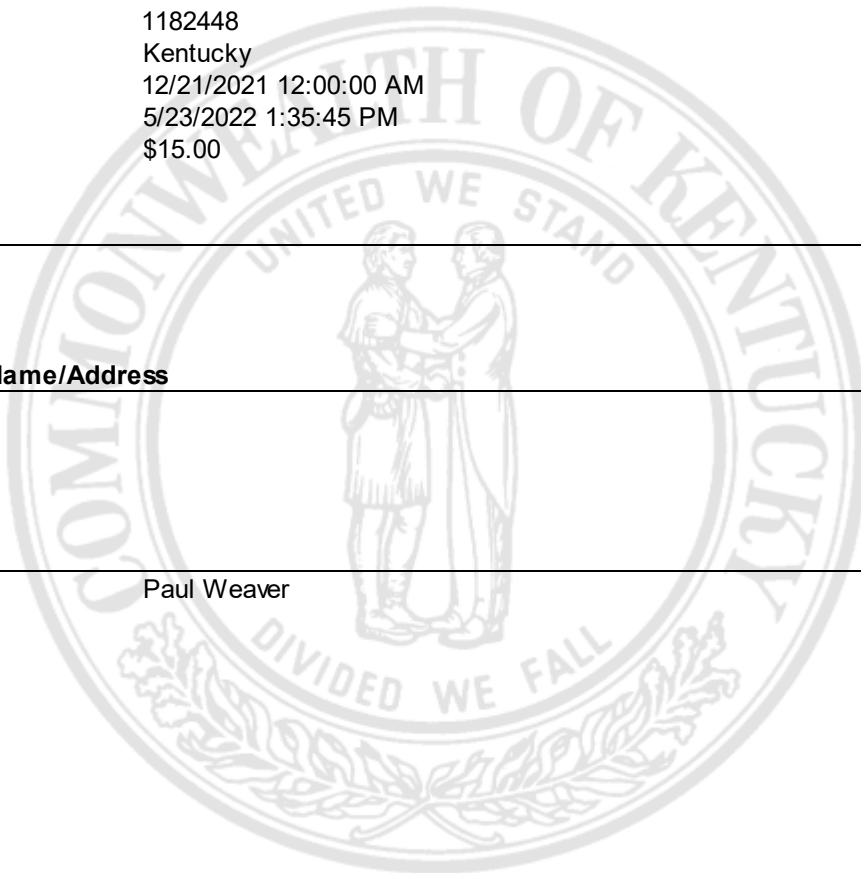 1182448
Kentucky
12/21/2021 12:00:00 AM
5/23/2022 1:35:45 PM
$15.00
COMMONWEALTH OF KENTUCKY
UNITED WE STAND
ame/Address
Paul Weaver
DIVIDED WE FALL